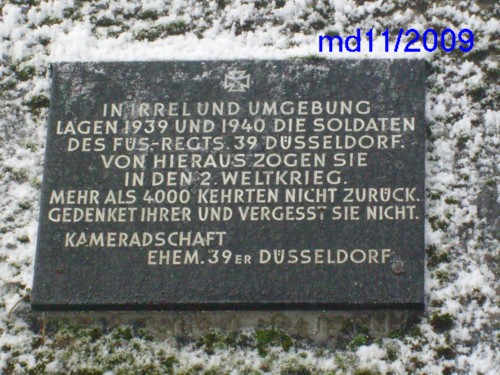 md11/2009
IN IRREL UND UMGEBUNG
LAGEN 1939 UND 1940 DIE SOLDATEN
DES FÜS.-REGTS. 39 DÜSSELDORF.
VON HIERAUS ZOGEN SIE
IN DEN 2. WELTKRIEG.
MEHR ALS 4000 KEHRTEN NICHT ZURÜCK.
GEDENKET IHRER UND VERGESST SIE NICHT.
KAMERADSCHAFT
EHEM. 39ER DÜSSELDORF